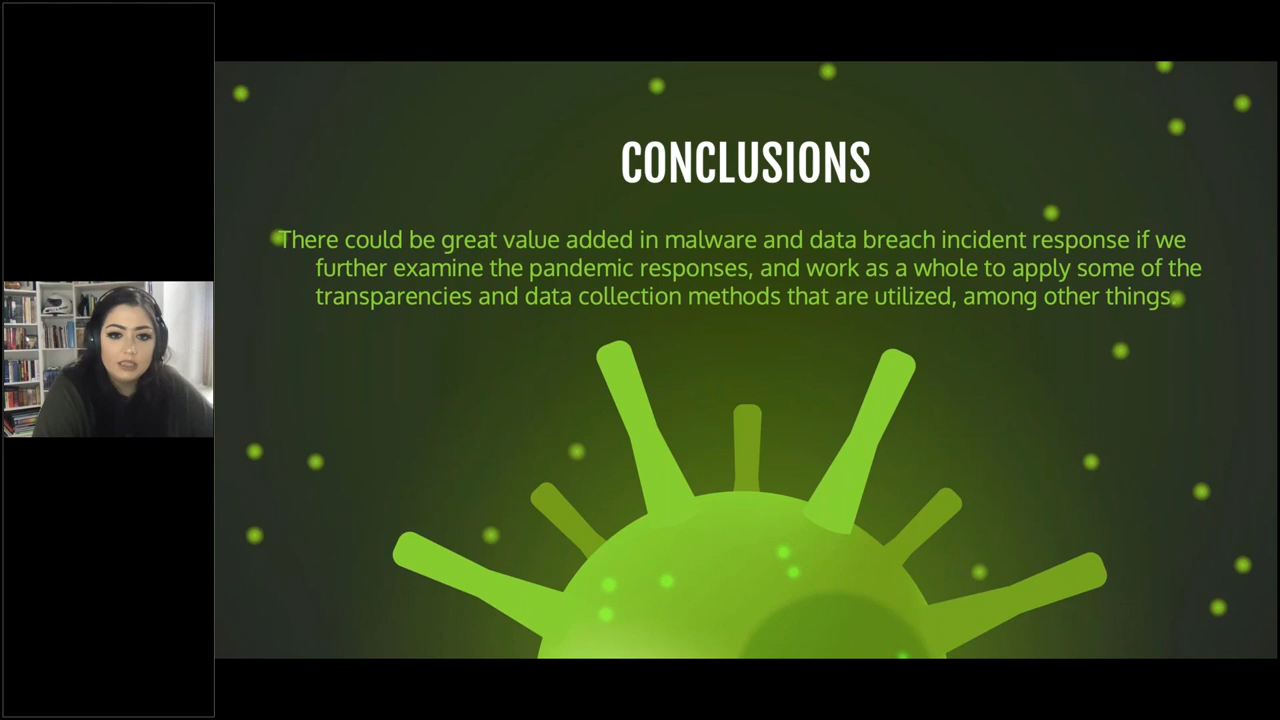 CONCLUSIONS
There could be great value added in malware and data breach incident response if we
further examine the pandemic responses, and work as a whole to apply some of the
transparencies and data collection methods that are utilized, among other things.